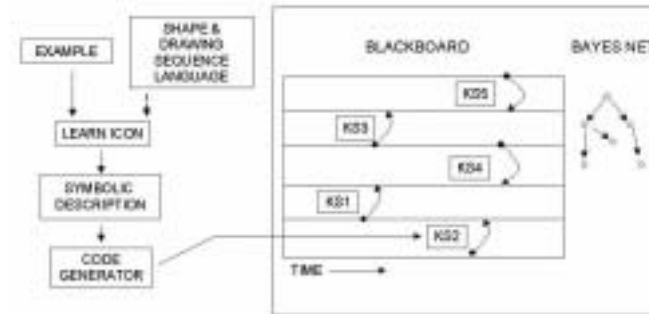 EXAMPLE
SHAPE &
DRAWING
SEQUENCE
LANGUAGE
LEARN ICON
SYMBOLIC
DESCRIPTION
CODE
GENERATOR
BLACKBOARD
BAYES NET
KS5
KS3
KS4
KS1
KS2
TIME